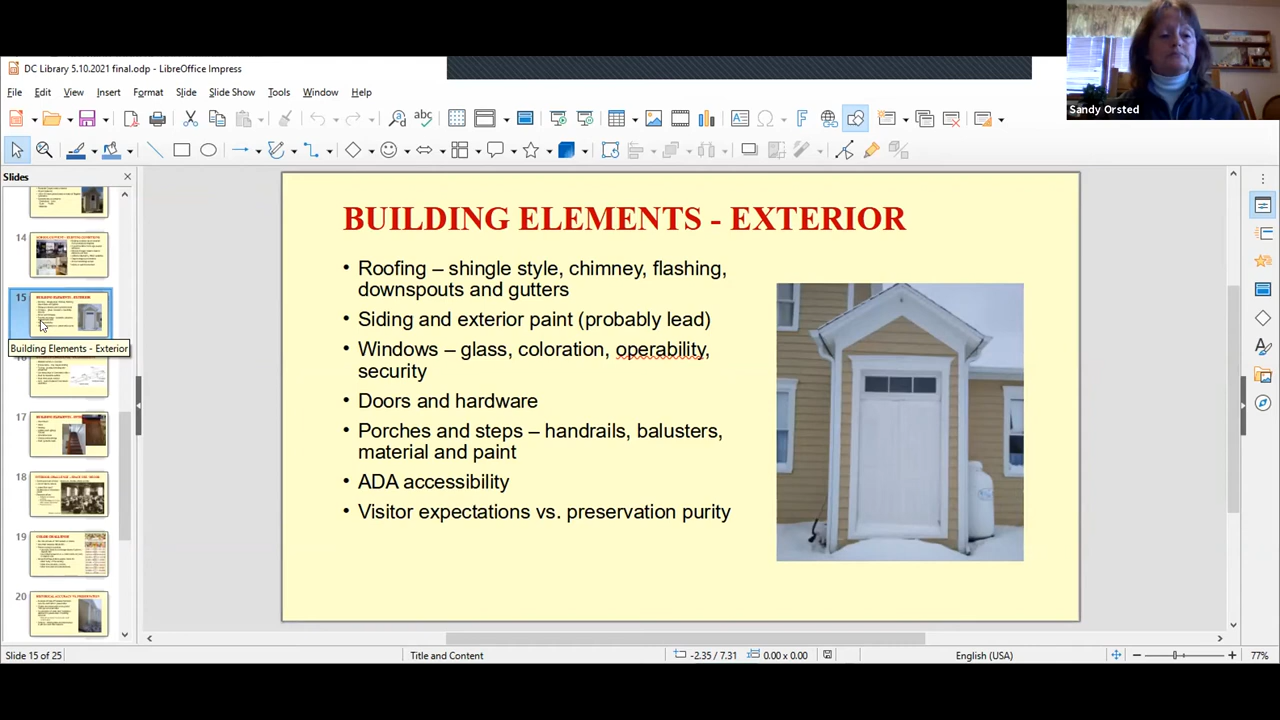 Sandy Orsted
DC Library 5.10.2021 final.odp - LibreOffice Impress
File Edit View Insert Format Slide Slide Show Tools Window Help
abc
Slides
14
15
Building Elements - Exterior
17
18
19
20
BUILDING ELEMENTS - EXTERIOR
• Roofing – shingle style, chimney, flashing,
downspouts and gutters
• Siding and exterior paint (probably lead)
• Windows – glass, coloration, operability,
security
• Doors and hardware
• Porches and steps – handrails, balusters,
material and paint
• ADA accessibility
• Visitor expectations vs. preservation purity
Slide 15 of 25
Title and Content
-2.35 / 7.31
0.00 x 0.00
English (USA)
77%